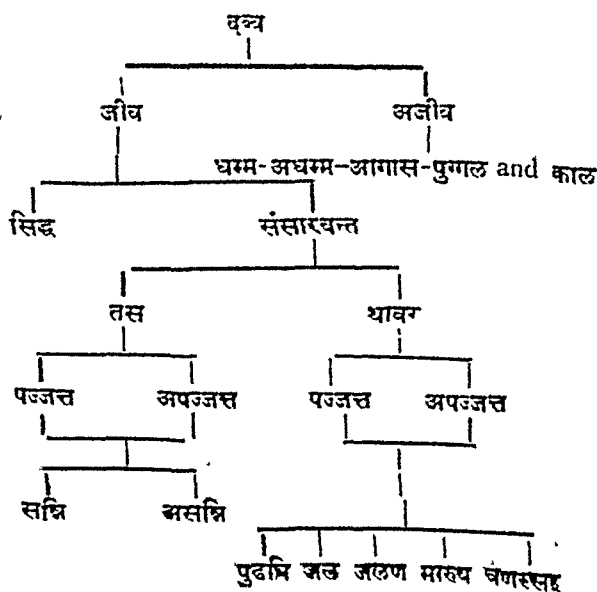 दव्व
जीव अजीव
धम्म-अधम्म-आगास-पुग्गल and काल
सिद्ध संसारवन्त
तस थावर
पज्जत्त अपज्जत्त पज्जत्त अपज्जत्त
सन्नि असन्नि
पुढवि जल जलण मारुय वणस्सइ